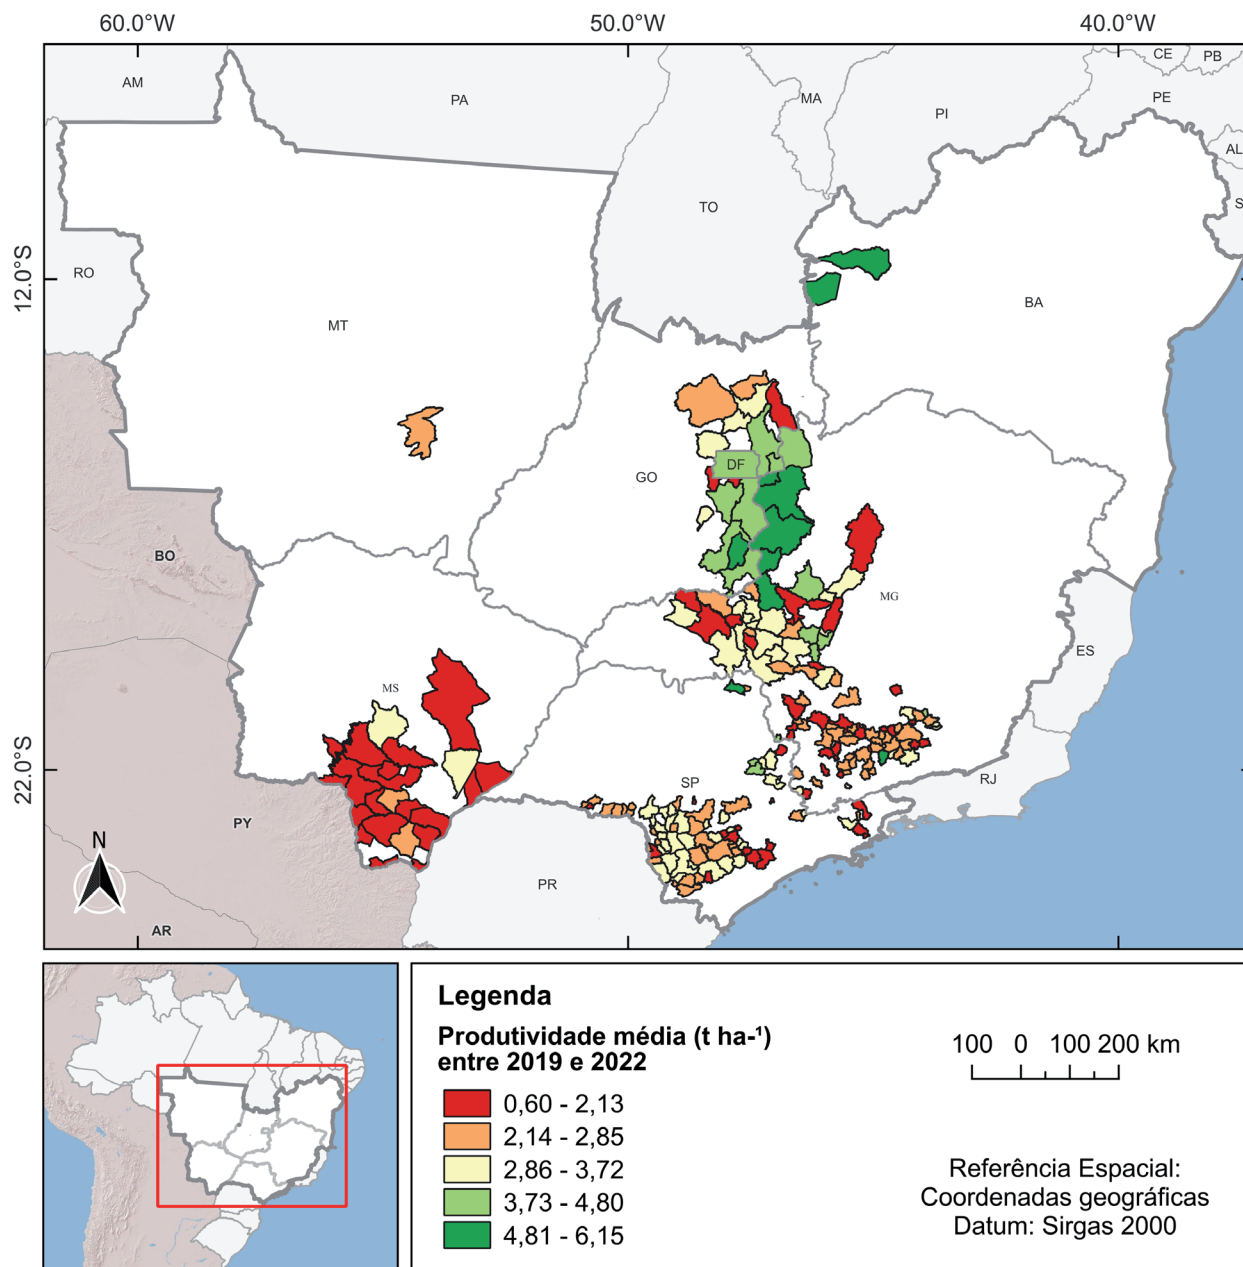 60.0°W 50.0°W 40.0°W
CE PB
AM
PA
MA
PE
PI
AL
TO
S
12.0°S
RO
BA
MT
DF
GO
BO
MG
ES
MS
22.0°S
SP
RJ
PY
N
PR
AR
Legenda
Produtividade média (t ha-¹)
entre 2019 e 2022
0,60 - 2,13
2,14 - 2,85
2,86 - 3,72
3,73 - 4,80
4,81 - 6,15
100 0 100 200 km
Referência Espacial:
Coordenadas geográficas
Datum: Sirgas 2000